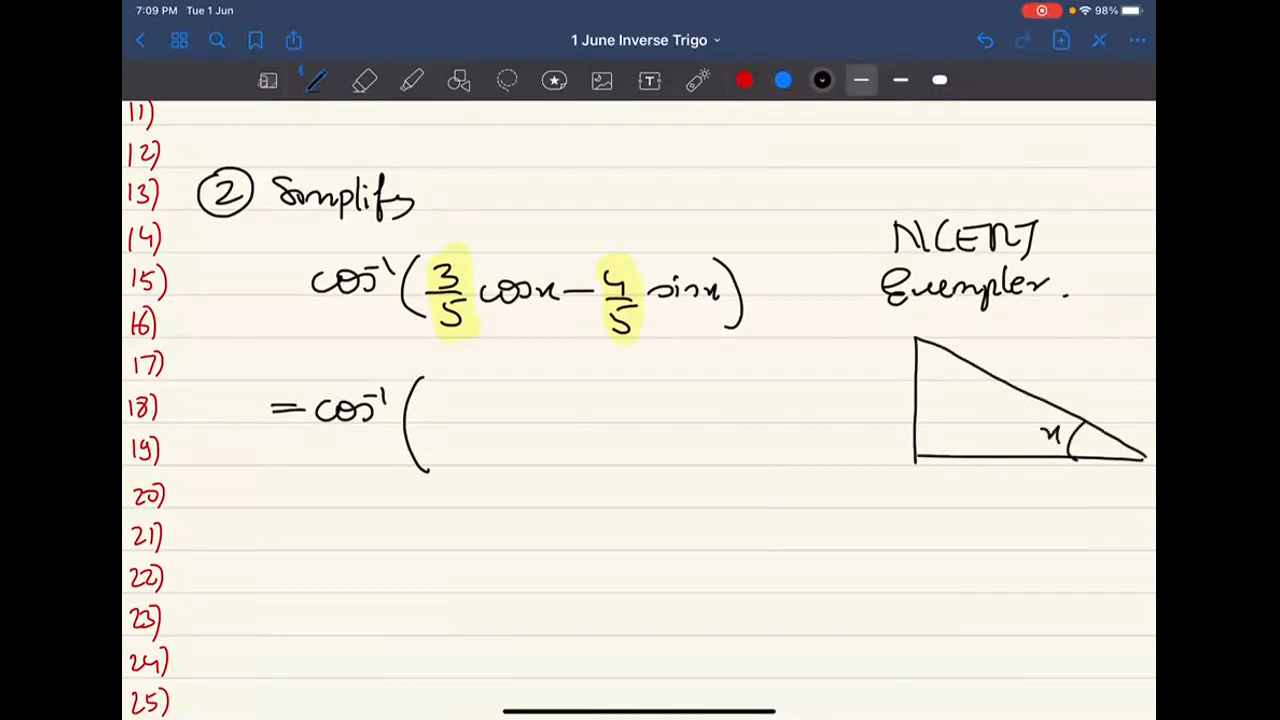 7:09 PM Tue 1 Jun
98%
1 June Inverse Trigo
T
11)
12)
13) ② Simplify
14) NCERT
15) cos⁻¹(3/5 cosx − 4/5 sinx) Exempler.
16)
17)
18) = cos⁻¹(
x
19)
20)
21)
22)
23)
24)
25)